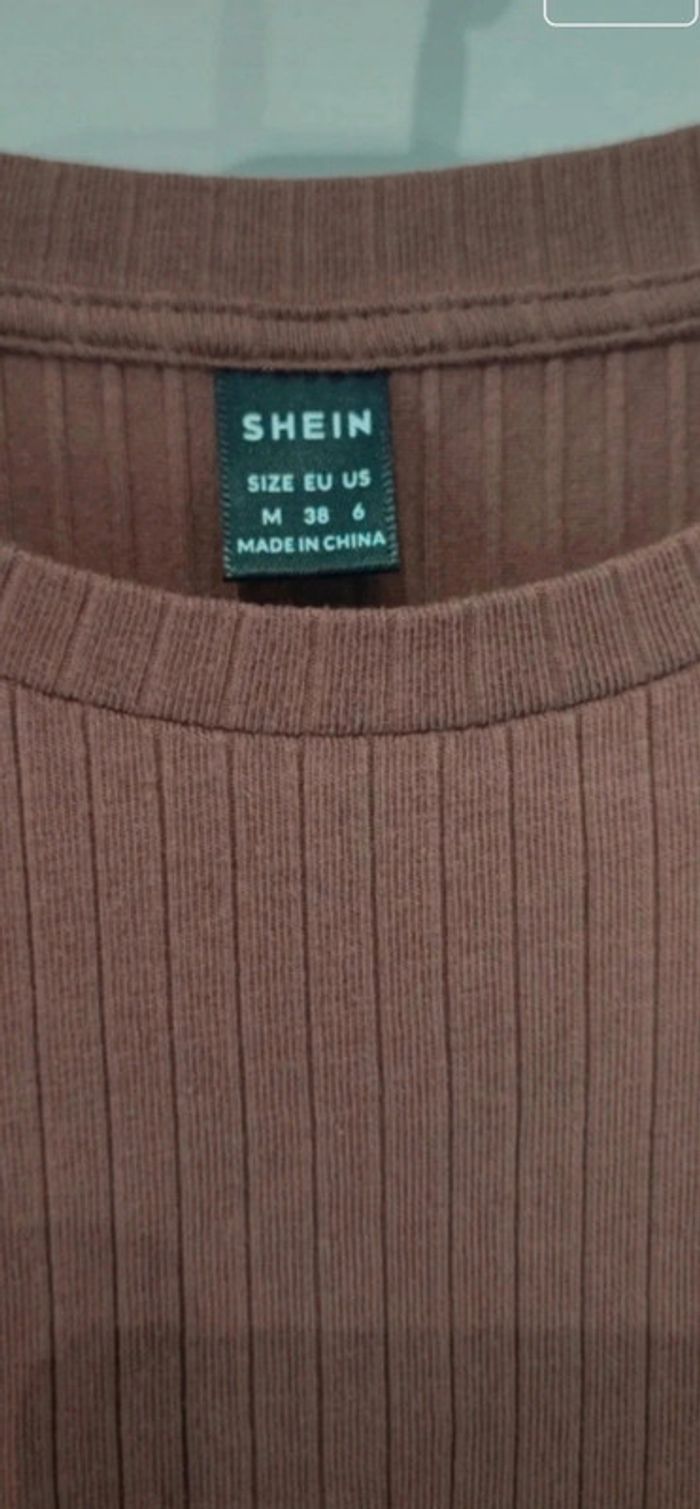 SHEIN
SIZE EU US
M 38 6
MADE IN CHINA